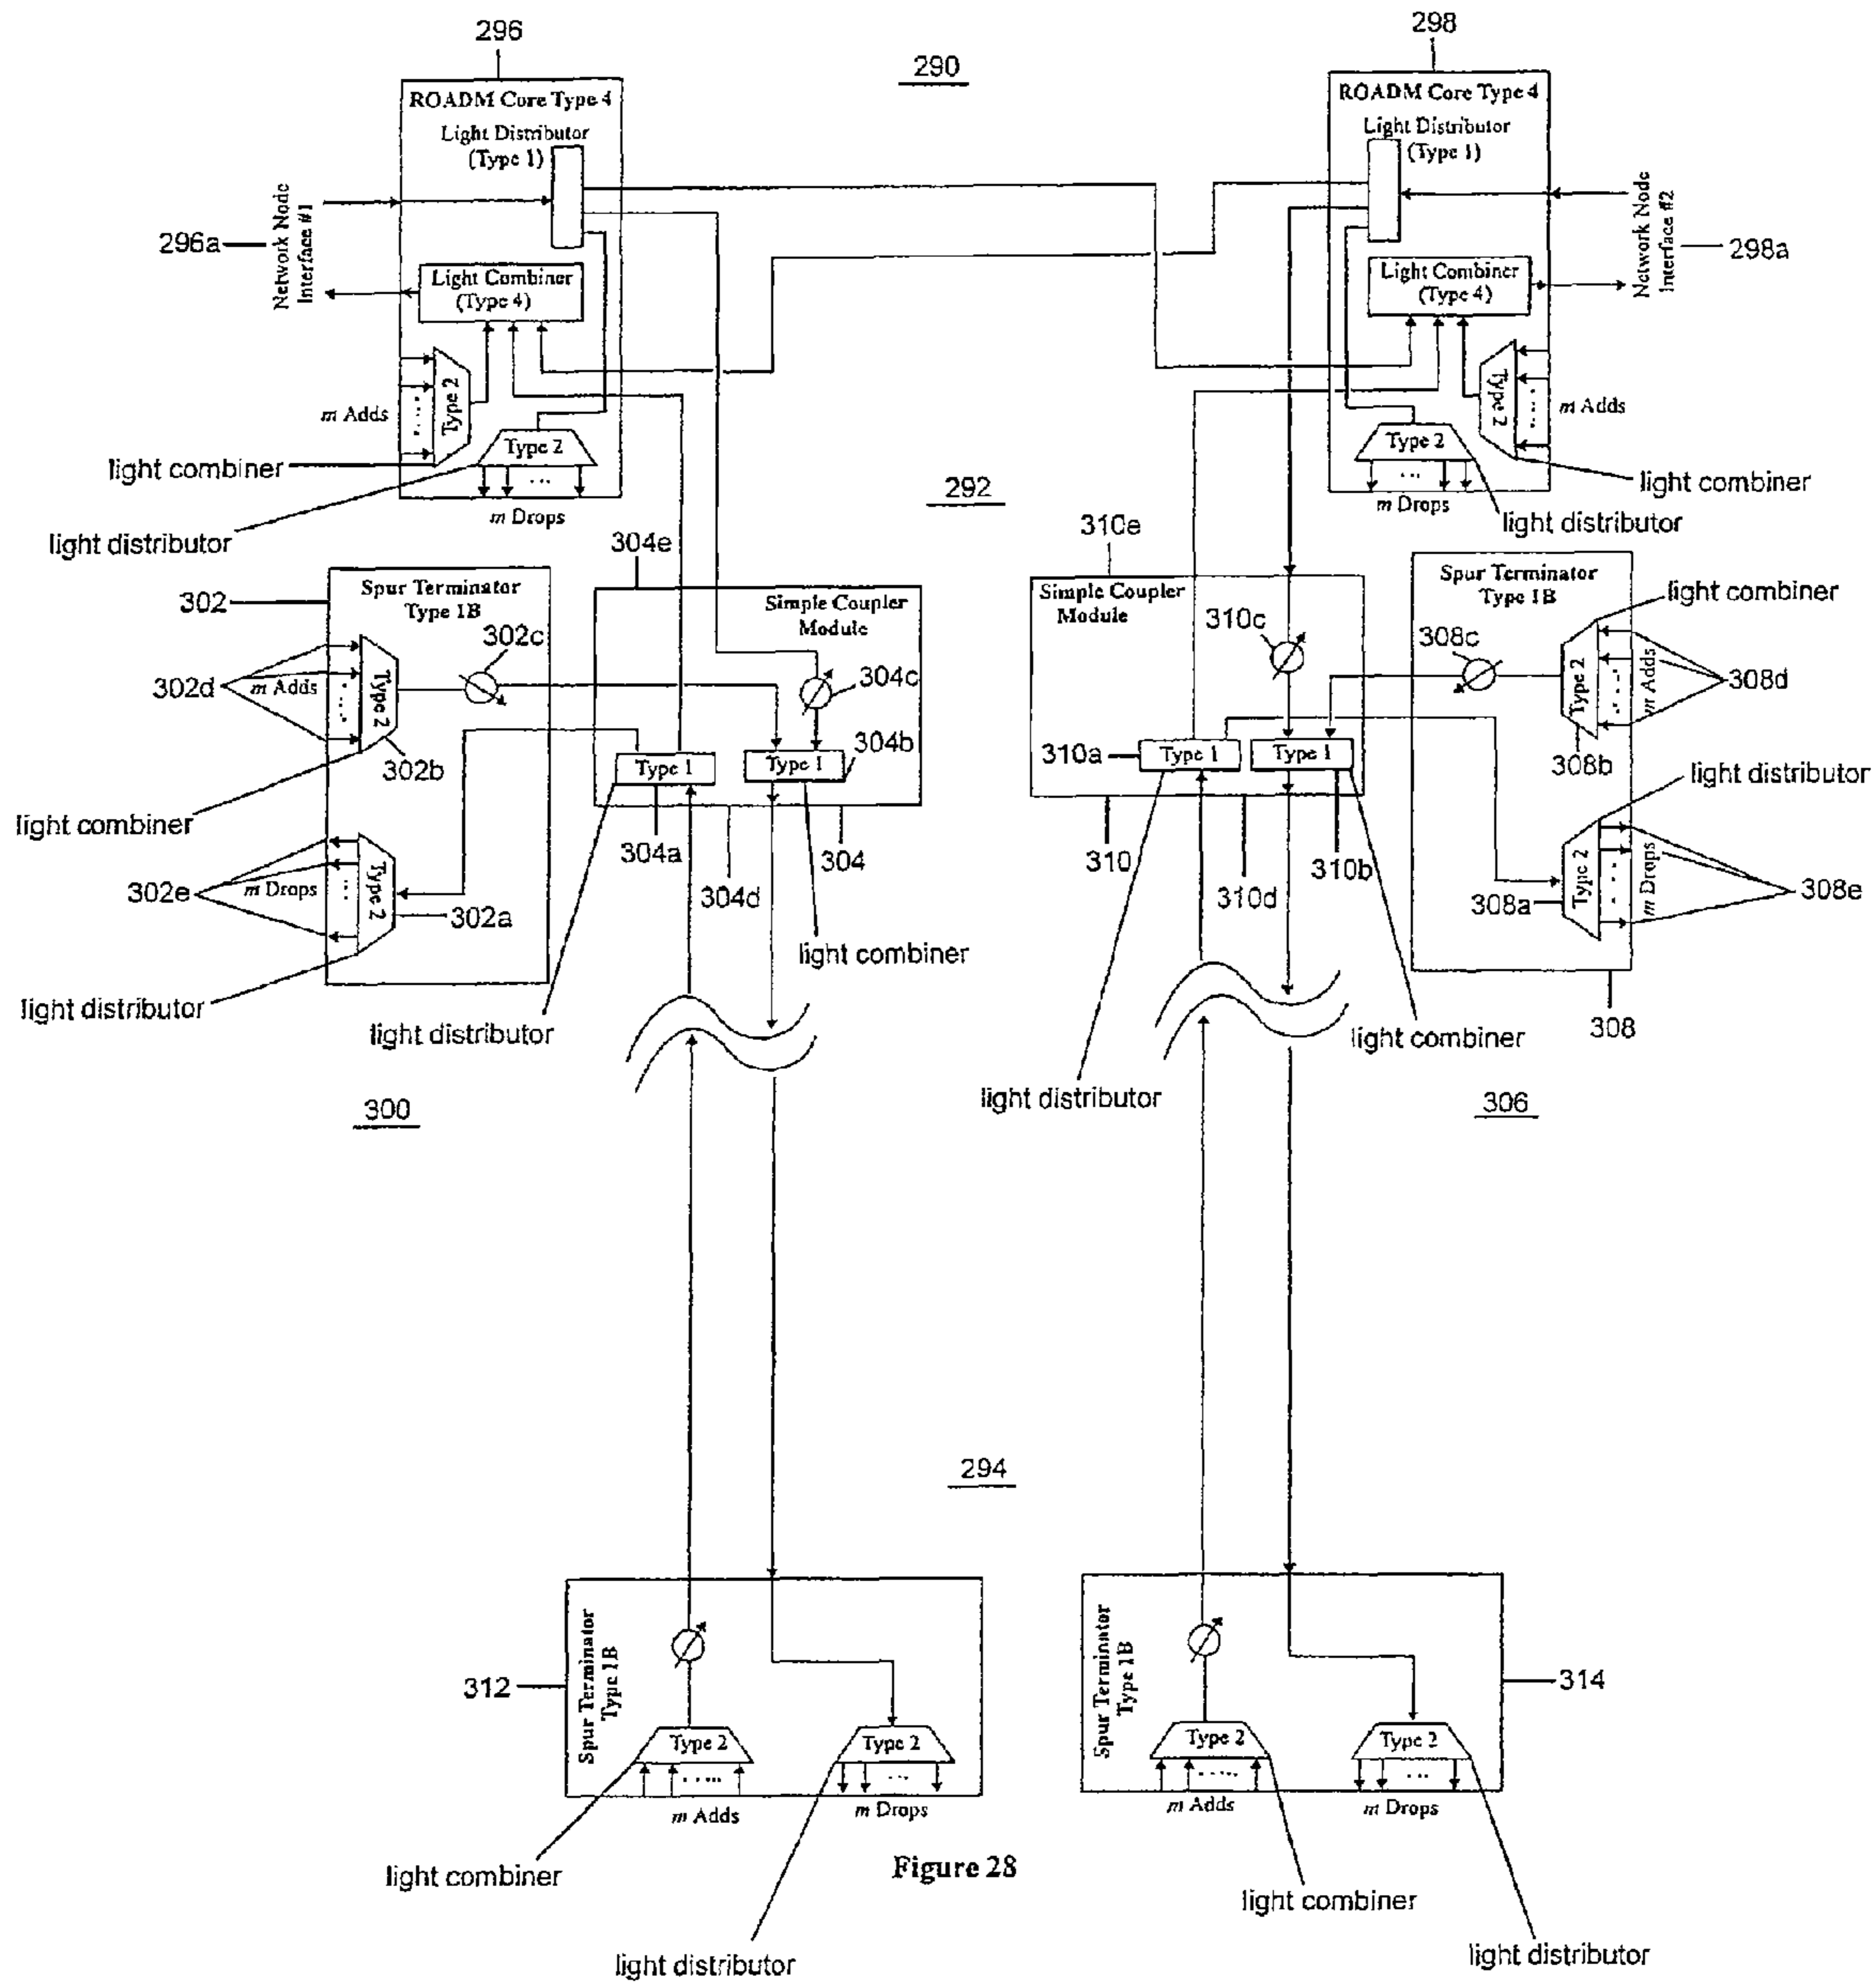 296
298
290
ROADM Core Type 4
Light Distributor
(Type 1)
Network Node
Interface #1
296a
Light Combiner
(Type 4)
m Adds
Type 2
Type 2
...
m Drops
light combiner
light distributor
ROADM Core Type 4
Light Distributor
(Type 1)
Network Node
Interface #2
298a
Light Combiner
(Type 4)
Type 2
m Adds
Type 2
...
m Drops
light combiner
light distributor
292
304e
310e
302
Spur Terminator
Type 1B
302c
302d
m Adds
Type 2
302b
light combiner
302e
m Drops
Type 2
302a
light distributor
Simple Coupler
Module
304c
304b
Type 1
Type 1
304a
304
304d
light combiner
light distributor
Simple Coupler
Module
310c
310a
Type 1
Type 1
310
310d
310b
light combiner
light distributor
Spur Terminator
Type 1B
light combiner
308c
Type 2
m Adds
308d
308b
light distributor
308a
Type 2
m Drops
308e
308
300
306
294
312
Spur Terminator
Type 1B
Type 2
Type 2
m Adds
m Drops
light combiner
light distributor
314
Spur Terminator
Type 1B
Type 2
Type 2
m Adds
m Drops
light combiner
light distributor
Figure 28